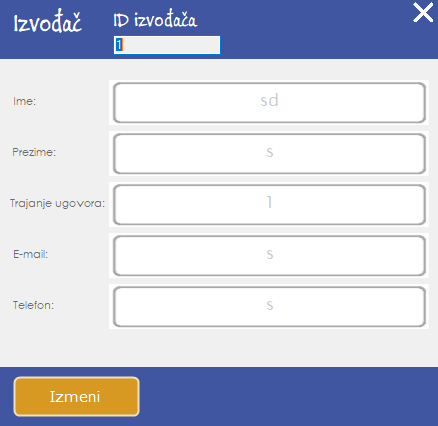 Izvođač
ID izvođača
1
Ime:
sd
Prezime:
s
Trajanje ugovora:
1
E-mail:
s
Telefon:
s
Izmeni